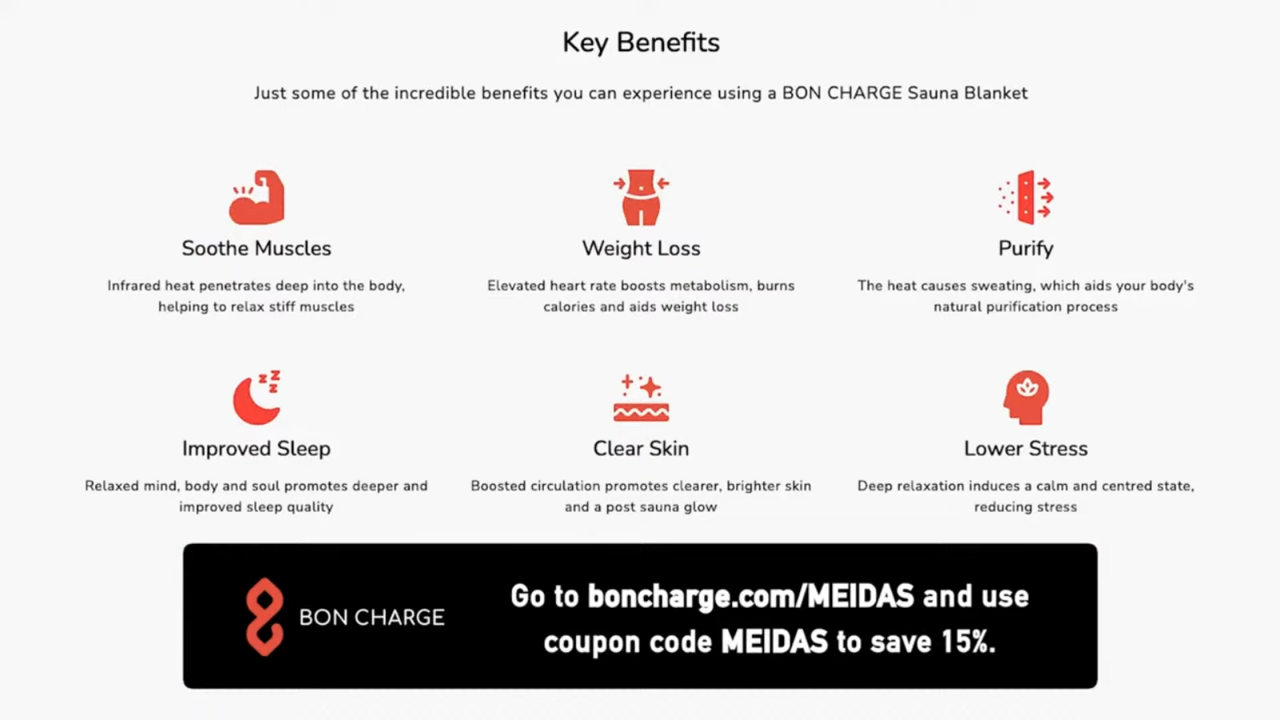 Key Benefits
Just some of the incredible benefits you can experience using a BON CHARGE Sauna Blanket
Soothe Muscles
Infrared heat penetrates deep into the body,
helping to relax stiff muscles
Weight Loss
Elevated heart rate boosts metabolism, burns
calories and aids weight loss
Purify
The heat causes sweating, which aids your body's
natural purification process
z z z
Improved Sleep
Relaxed mind, body and soul promotes deeper and
improved sleep quality
Clear Skin
Boosted circulation promotes clearer, brighter skin
and a post sauna glow
Lower Stress
Deep relaxation induces a calm and centred state,
reducing stress
BON CHARGE
Go to boncharge.com/MEIDAS and use
coupon code MEIDAS to save 15%.